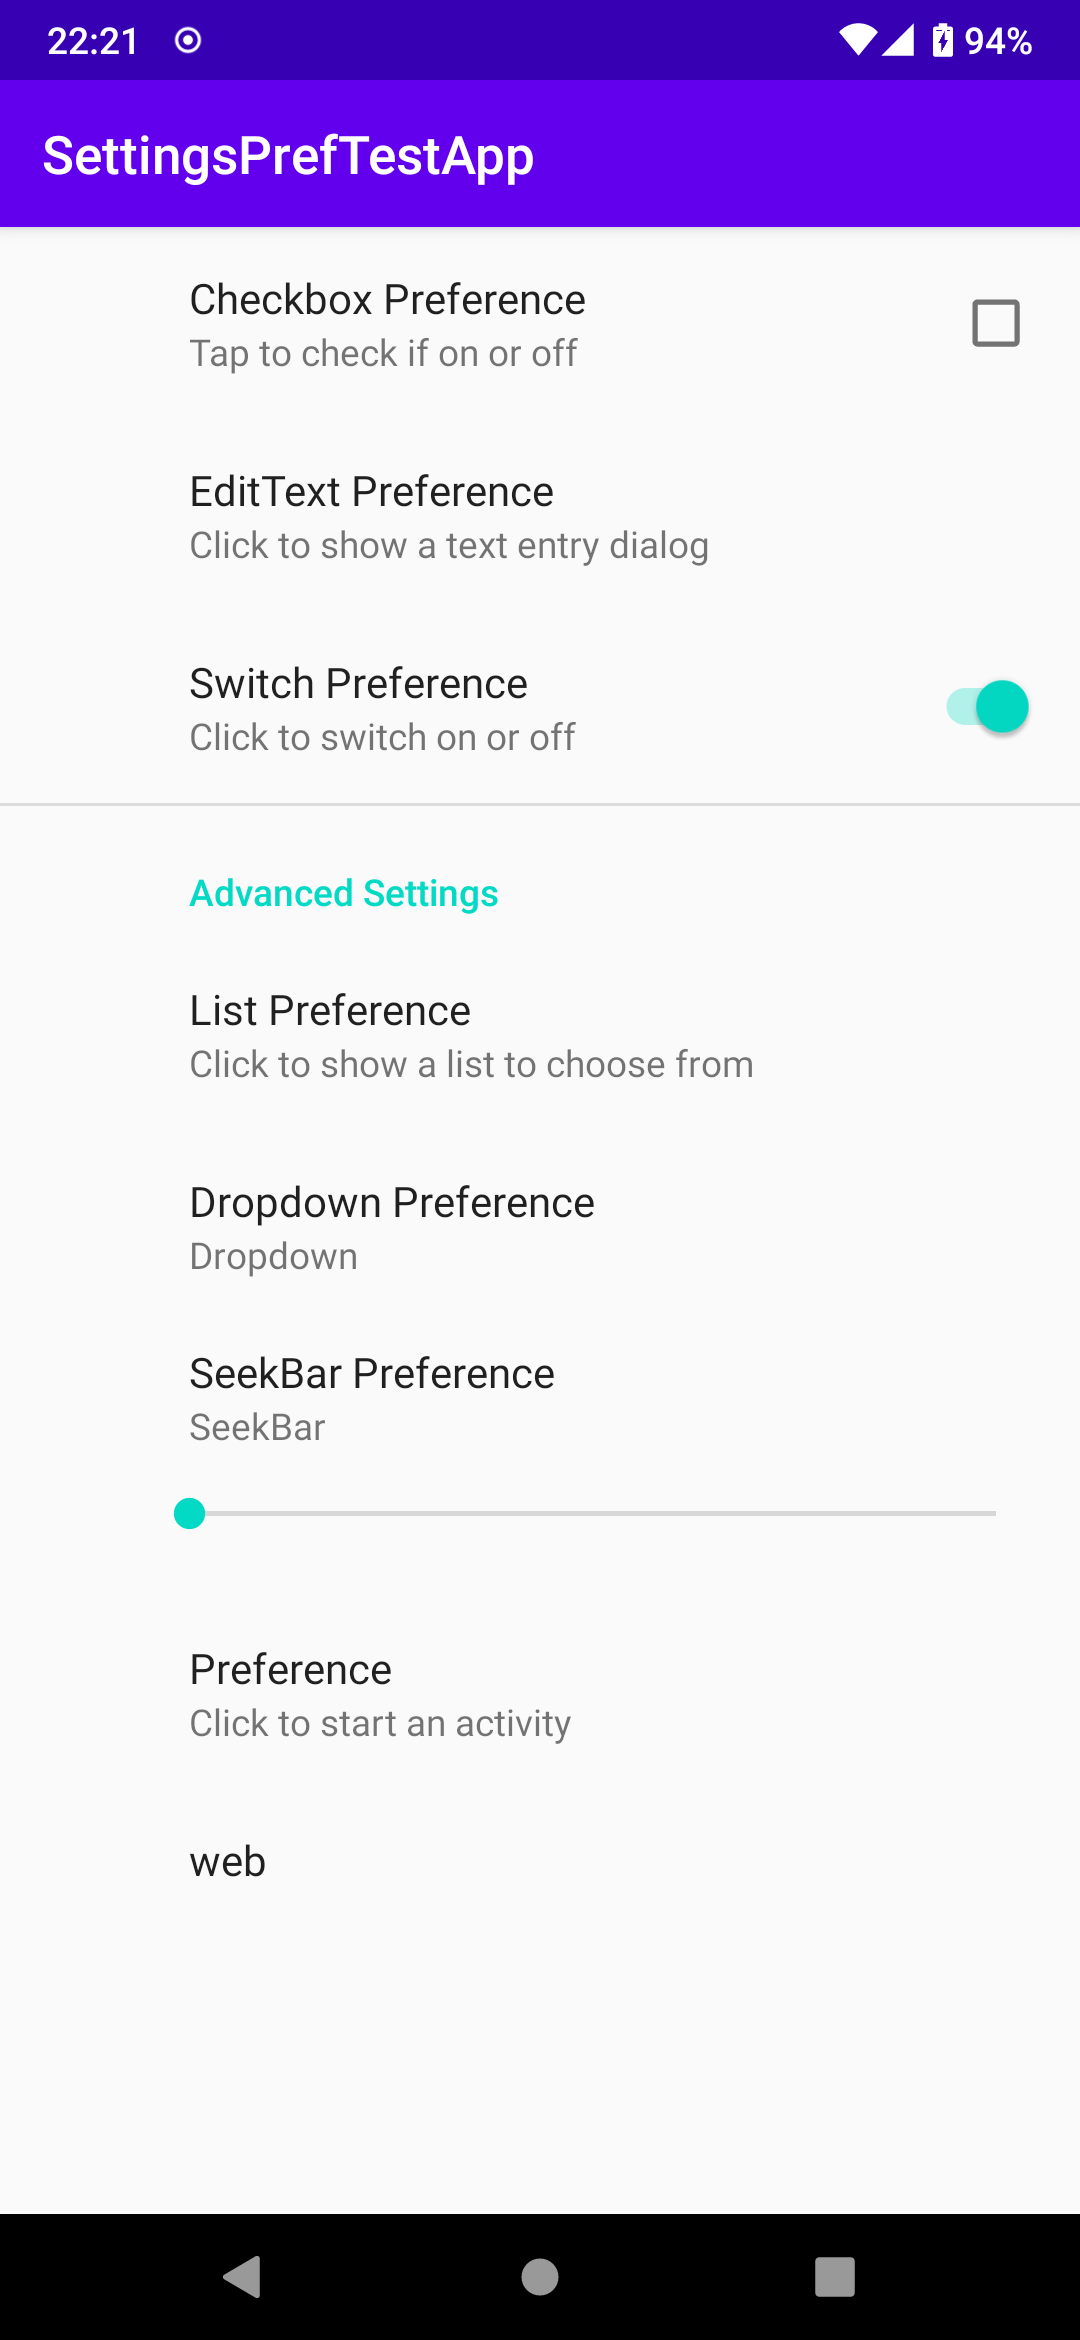 22:21
94%
SettingsPrefTestApp
Checkbox Preference
Tap to check if on or off
EditText Preference
Click to show a text entry dialog
Switch Preference
Click to switch on or off
Advanced Settings
List Preference
Click to show a list to choose from
Dropdown Preference
Dropdown
SeekBar Preference
SeekBar
Preference
Click to start an activity
web